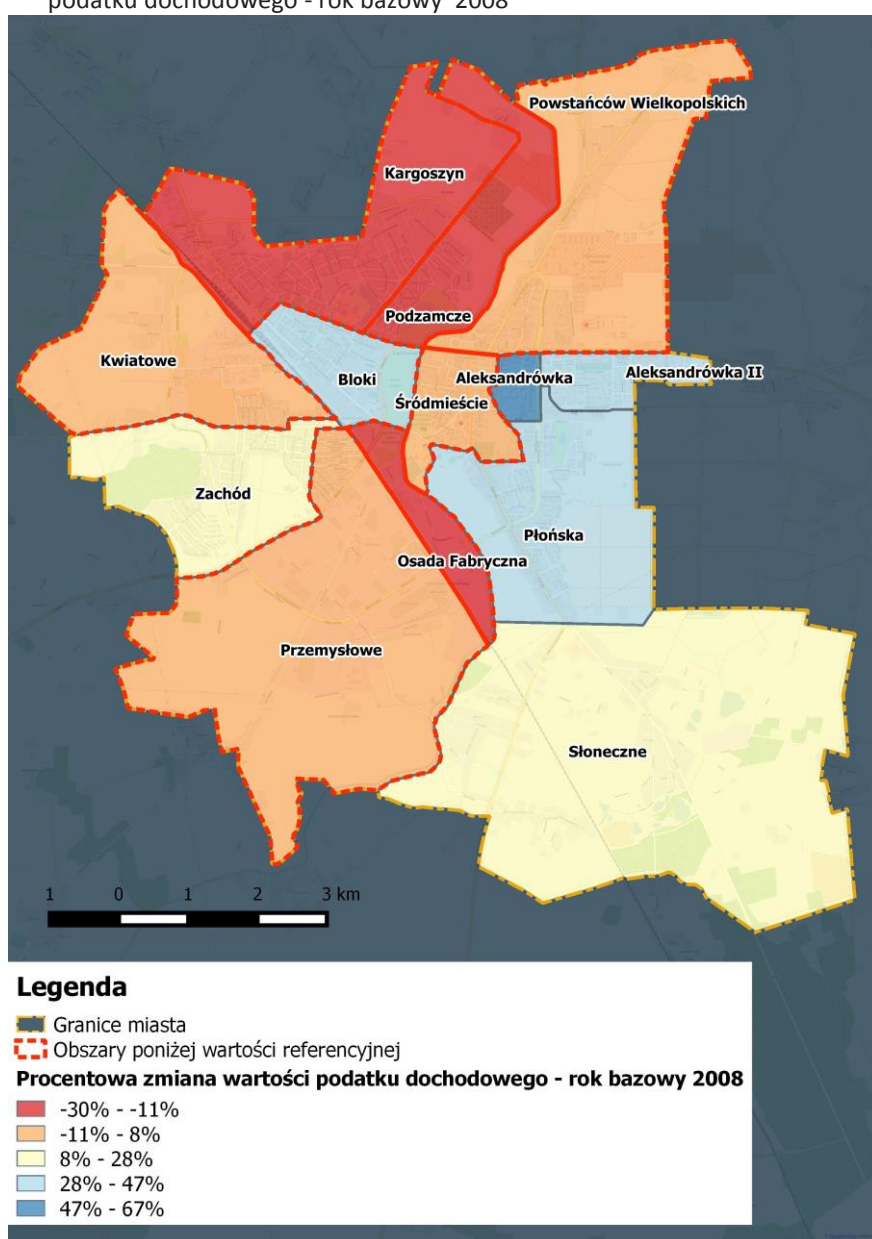 podatku dochodowego - rok bazowy 2008
Powstańców Wielkopolskich
Kargoszyn
Podzamcze
Kwiatowe
Bloki
Aleksandrówka
Aleksandrówka II
Śródmieście
Zachód
Płońska
Osada Fabryczna
Przemysłowe
Słoneczne
1 0 1 2 3 km
Legenda
Granice miasta
Obszary poniżej wartości referencyjnej
Procentowa zmiana wartości podatku dochodowego - rok bazowy 2008
-30% - -11%
-11% - 8%
8% - 28%
28% - 47%
47% - 67%